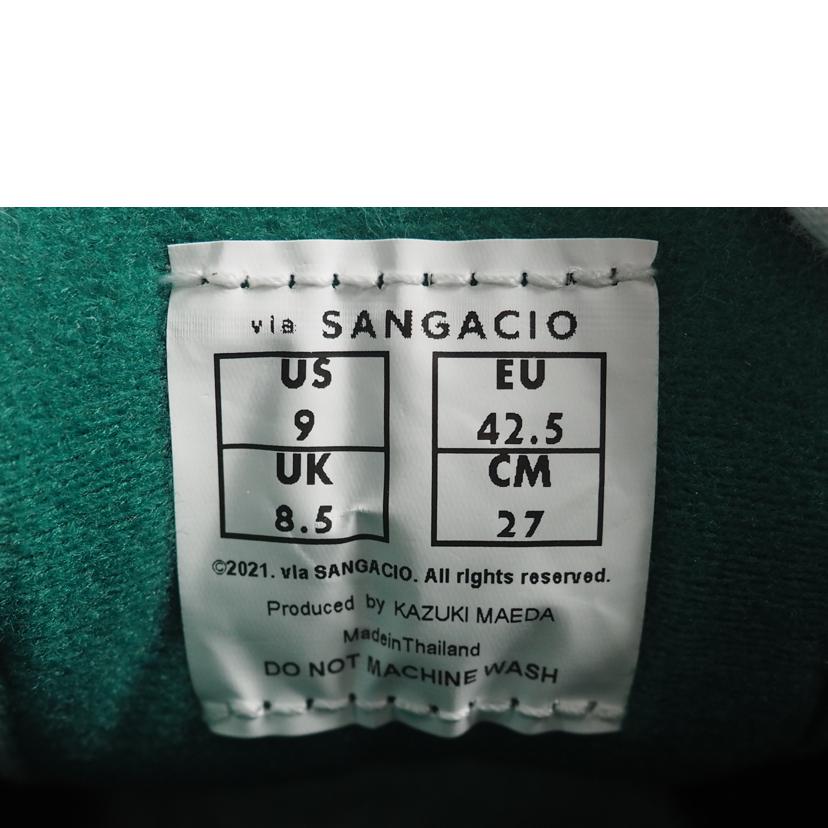 via SANGACIO
US EU
9 42.5
UK CM
8.5 27
©2021. via SANGACIO. All rights reserved.
Produced by KAZUKI MAEDA
MadeinThailand
DO NOT MACHINE WASH